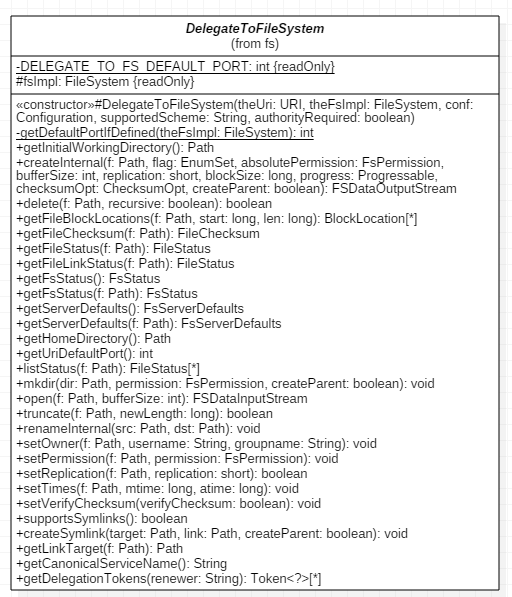 DelegateToFileSystem
(from fs)
-DELEGATE_TO_FS_DEFAULT_PORT: int {readOnly}
#fsImpl: FileSystem {readOnly}
«constructor»#DelegateToFileSystem(theUri: URI, theFsImpl: FileSystem, conf:
Configuration, supportedScheme: String, authorityRequired: boolean)
-getDefaultPortIfDefined(theFsImpl: FileSystem): int
+getInitialWorkingDirectory(): Path
+createInternal(f: Path, flag: EnumSet, absolutePermission: FsPermission,
bufferSize: int, replication: short, blockSize: long, progress: Progressable,
checksumOpt: ChecksumOpt, createParent: boolean): FSDataOutputStream
+delete(f: Path, recursive: boolean): boolean
+getFileBlockLocations(f: Path, start: long, len: long): BlockLocation[*]
+getFileChecksum(f: Path): FileChecksum
+getFileStatus(f: Path): FileStatus
+getFileLinkStatus(f: Path): FileStatus
+getFsStatus(): FsStatus
+getFsStatus(f: Path): FsStatus
+getServerDefaults(): FsServerDefaults
+getServerDefaults(f: Path): FsServerDefaults
+getHomeDirectory(): Path
+getUriDefaultPort(): int
+listStatus(f: Path): FileStatus[*]
+mkdir(dir: Path, permission: FsPermission, createParent: boolean): void
+open(f: Path, bufferSize: int): FSDataInputStream
+truncate(f: Path, newLength: long): boolean
+renameInternal(src: Path, dst: Path): void
+setOwner(f: Path, username: String, groupname: String): void
+setPermission(f: Path, permission: FsPermission): void
+setReplication(f: Path, replication: short): boolean
+setTimes(f: Path, mtime: long, atime: long): void
+setVerifyChecksum(verifyChecksum: boolean): void
+supportsSymlinks(): boolean
+createSymlink(target: Path, link: Path, createParent: boolean): void
+getLinkTarget(f: Path): Path
+getCanonicalServiceName(): String
+getDelegationTokens(renewer: String): Token<?>[*]